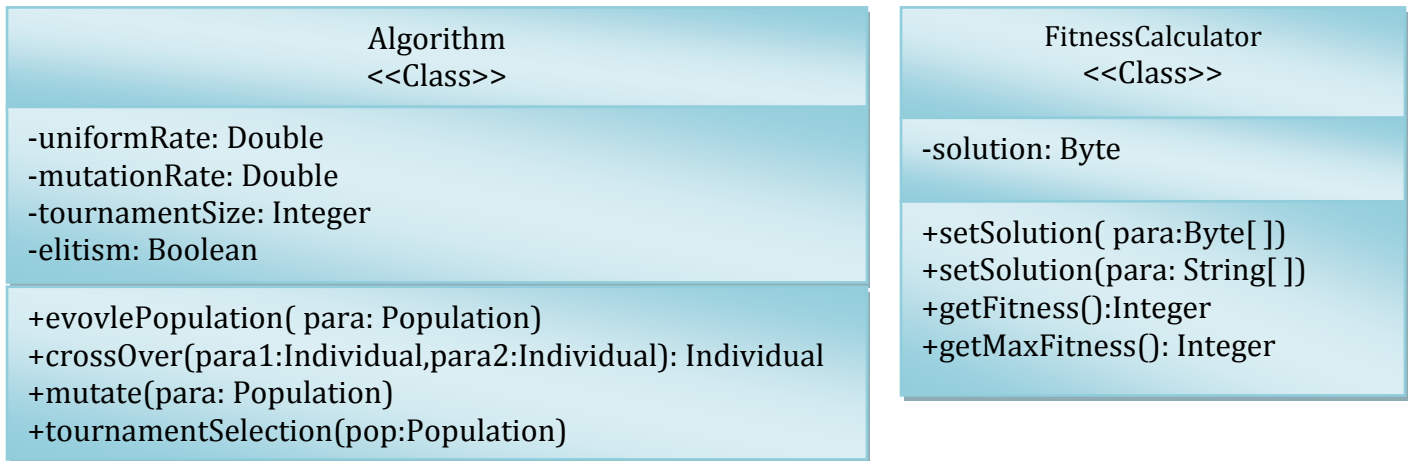 Algorithm
<<Class>>
-uniformRate: Double
-mutationRate: Double
-tournamentSize: Integer
-elitism: Boolean
+evovlePopulation( para: Population)
+crossOver(para1:Individual,para2:Individual): Individual
+mutate(para: Population)
+tournamentSelection(pop:Population)
FitnessCalculator
<<Class>>
-solution: Byte
+setSolution( para:Byte[ ])
+setSolution(para: String[ ])
+getFitness():Integer
+getMaxFitness(): Integer